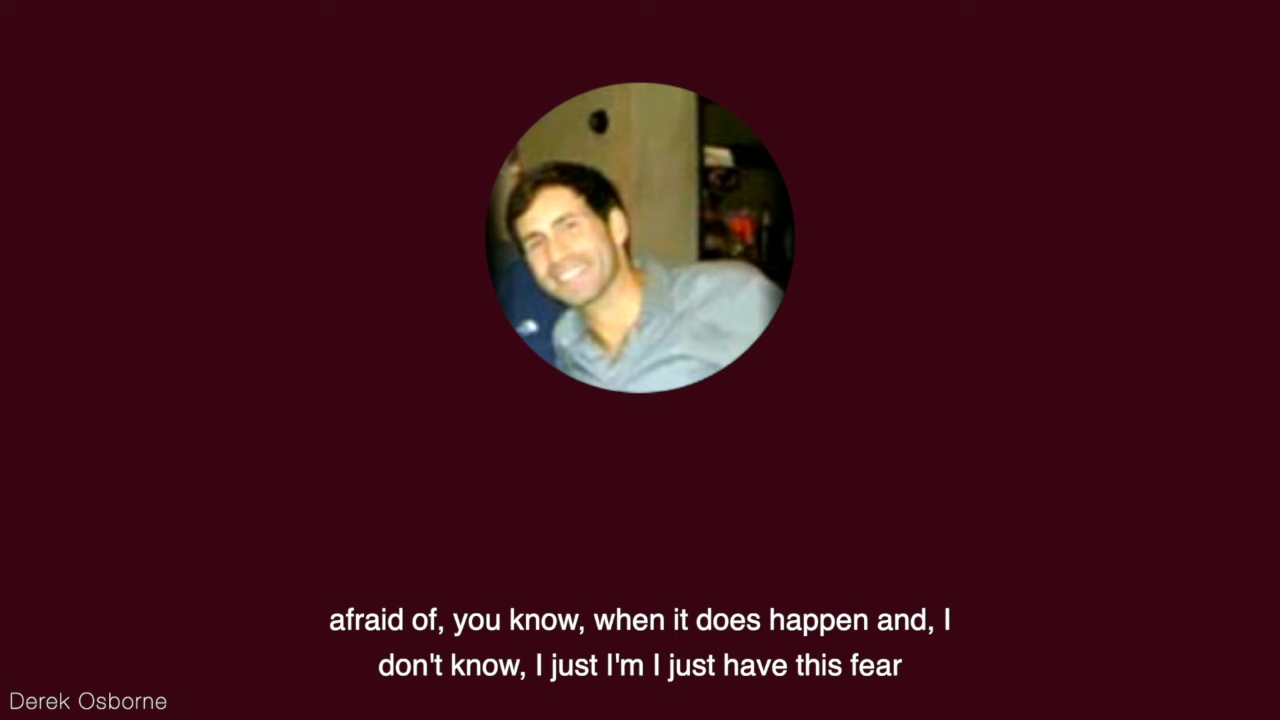 afraid of, you know, when it does happen and, I
don't know, I just I'm I just have this fear
Derek Osborne